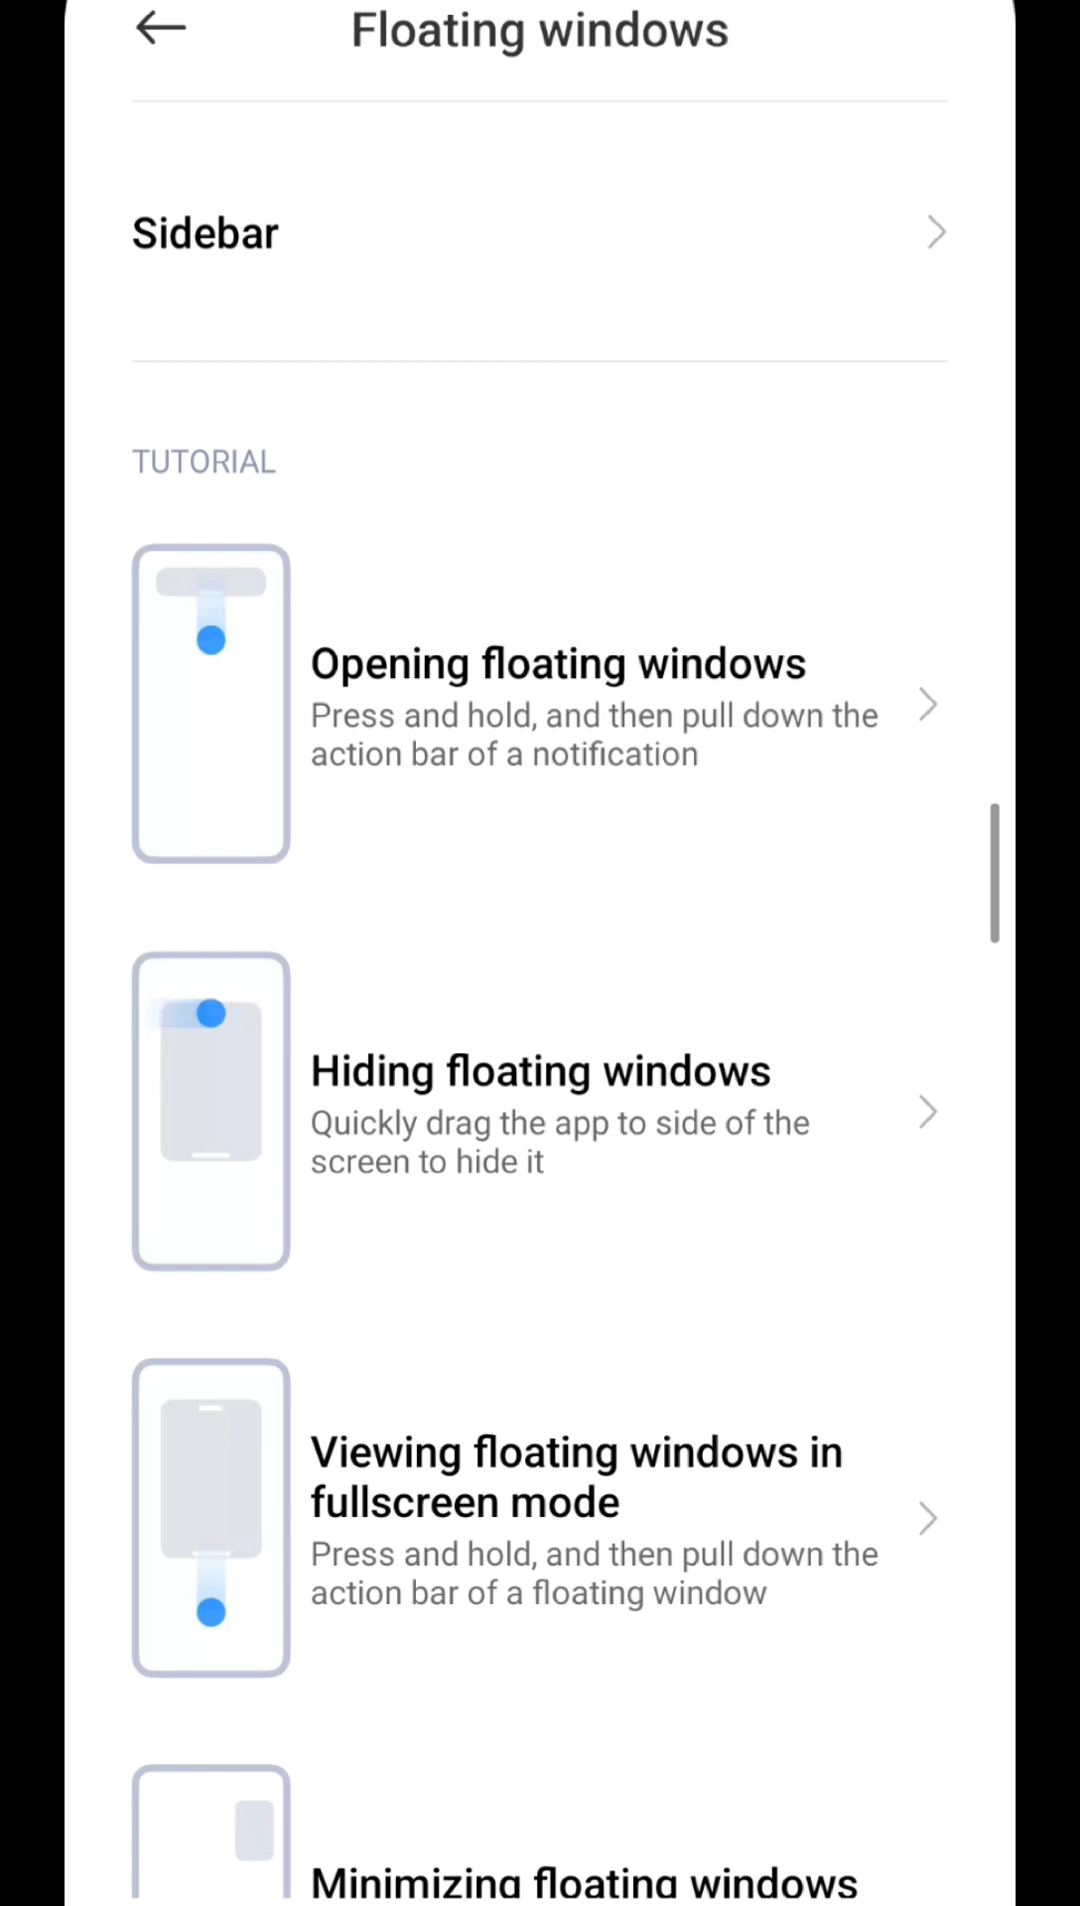 Floating windows
Sidebar
TUTORIAL
Opening floating windows
Press and hold, and then pull down the
action bar of a notification
Hiding floating windows
Quickly drag the app to side of the
screen to hide it
Viewing floating windows in
fullscreen mode
Press and hold, and then pull down the
action bar of a floating window
Minimizing floating windows